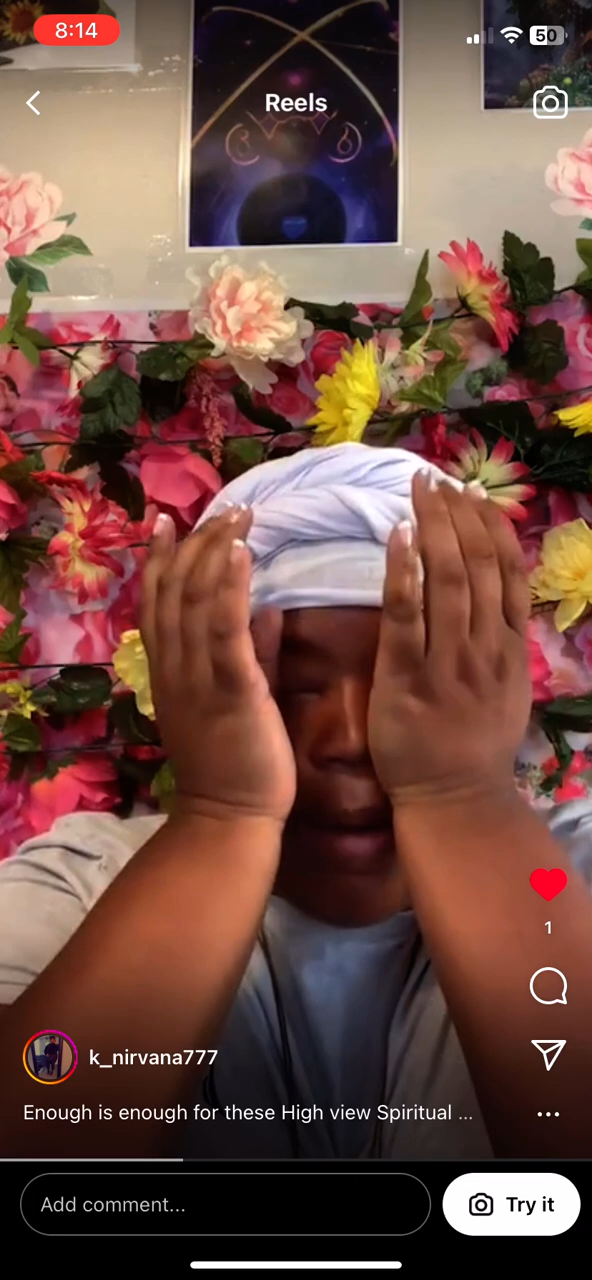 8:14
50
Reels
1
k_nirvana777
Enough is enough for these High view Spiritual ...
Add comment...
Try it